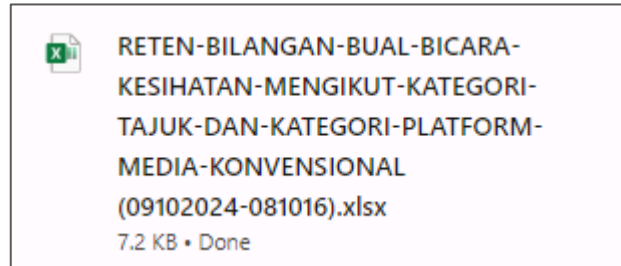 RETEN-BILANGAN-BUAL-BICARA-
KESIHATAN-MENGIKUT-KATEGORI-
TAJUK-DAN-KATEGORI-PLATFORM-
MEDIA-KONVENSIONAL
(09102024-081016).xlsx
7.2 KB • Done